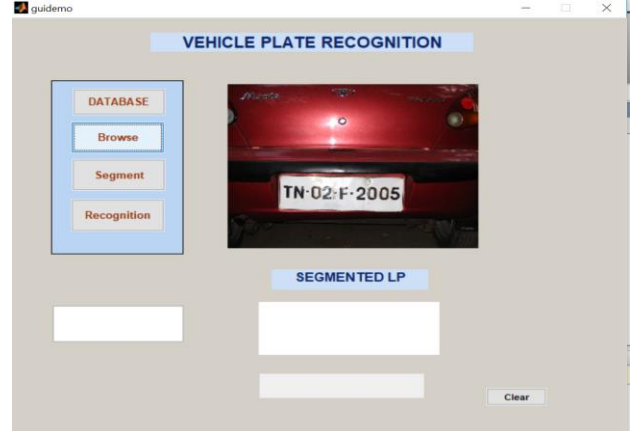 guidemo
VEHICLE PLATE RECOGNITION
DATABASE
Browse
Segment
Recognition
TN·02·F·2005
SEGMENTED LP
Clear